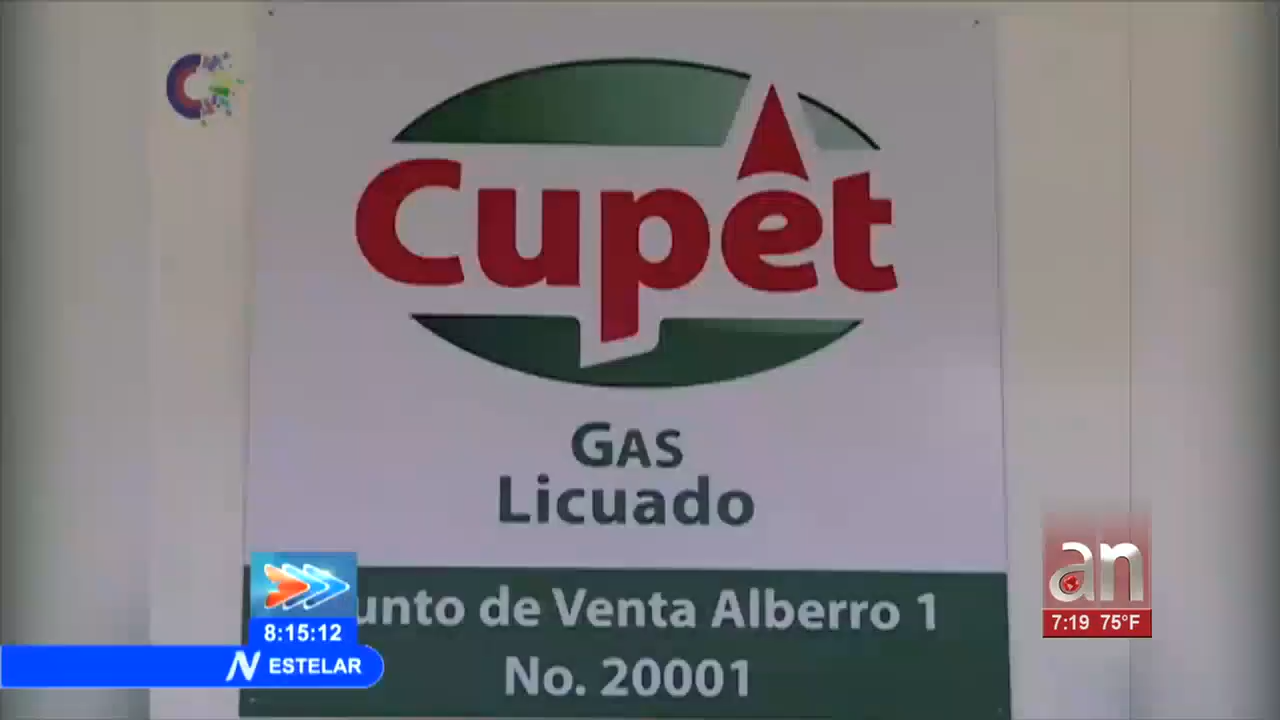 Cupet
GAS
Licuado
unto de Venta Alberro 1
No. 20001
8:15:12
N ESTELAR
an
7:19 75°F